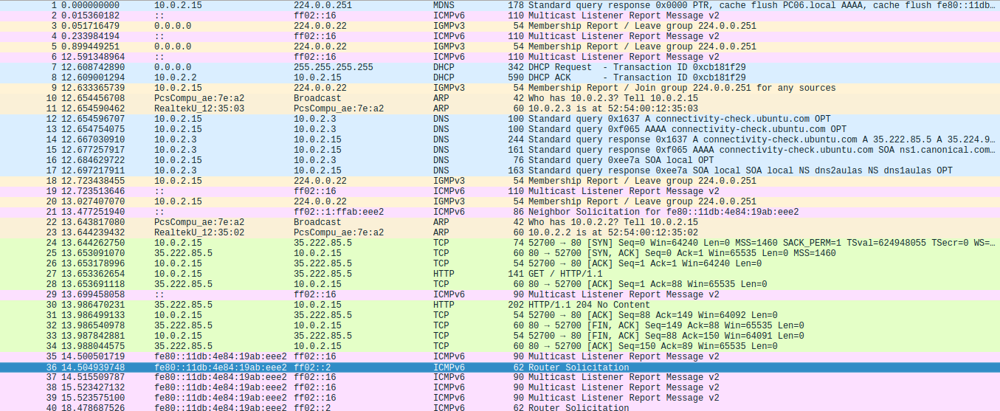 1 0.000000000 10.0.2.15 224.0.0.251 MDNS 178 Standard query response 0x0000 PTR, cache flush PC06.local AAAA, cache flush fe80::11db…
2 0.015360182 :: ff02::16 ICMPv6 110 Multicast Listener Report Message v2
3 0.051716479 0.0.0.0 224.0.0.22 IGMPv3 54 Membership Report / Leave group 224.0.0.251
4 0.233984194 :: ff02::16 ICMPv6 110 Multicast Listener Report Message v2
5 0.899449251 0.0.0.0 224.0.0.22 IGMPv3 54 Membership Report / Leave group 224.0.0.251
6 12.591348964 :: ff02::16 ICMPv6 110 Multicast Listener Report Message v2
7 12.608742890 0.0.0.0 255.255.255.255 DHCP 342 DHCP Request - Transaction ID 0xcb181f29
8 12.609001294 10.0.2.2 10.0.2.15 DHCP 590 DHCP ACK - Transaction ID 0xcb181f29
9 12.633365739 10.0.2.15 224.0.0.22 IGMPv3 54 Membership Report / Join group 224.0.0.251 for any sources
10 12.654456708 PcsCompu_ae:7e:a2 Broadcast ARP 42 Who has 10.0.2.3? Tell 10.0.2.15
11 12.654590462 RealtekU_12:35:03 PcsCompu_ae:7e:a2 ARP 60 10.0.2.3 is at 52:54:00:12:35:03
12 12.654596707 10.0.2.15 10.0.2.3 DNS 100 Standard query 0x1637 A connectivity-check.ubuntu.com OPT
13 12.654754075 10.0.2.15 10.0.2.3 DNS 100 Standard query 0xf065 AAAA connectivity-check.ubuntu.com OPT
14 12.667030910 10.0.2.3 10.0.2.15 DNS 244 Standard query response 0x1637 A connectivity-check.ubuntu.com A 35.222.85.5 A 35.224.9…
15 12.677257917 10.0.2.3 10.0.2.15 DNS 161 Standard query response 0xf065 AAAA connectivity-check.ubuntu.com SOA ns1.canonical.com…
16 12.684629722 10.0.2.15 10.0.2.3 DNS 76 Standard query 0xee7a SOA local OPT
17 12.697217911 10.0.2.3 10.0.2.15 DNS 163 Standard query response 0xee7a SOA local SOA local NS dns2aulas NS dns1aulas OPT
18 12.723438455 10.0.2.15 224.0.0.22 IGMPv3 54 Membership Report / Leave group 224.0.0.251
19 12.723513646 :: ff02::16 ICMPv6 110 Multicast Listener Report Message v2
20 13.027407070 10.0.2.15 224.0.0.22 IGMPv3 54 Membership Report / Leave group 224.0.0.251
21 13.477251940 :: ff02::1:ffab:eee2 ICMPv6 86 Neighbor Solicitation for fe80::11db:4e84:19ab:eee2
22 13.643817080 PcsCompu_ae:7e:a2 Broadcast ARP 42 Who has 10.0.2.2? Tell 10.0.2.15
23 13.644239432 RealtekU_12:35:02 PcsCompu_ae:7e:a2 ARP 60 10.0.2.2 is at 52:54:00:12:35:02
24 13.644262750 10.0.2.15 35.222.85.5 TCP 74 52700 → 80 [SYN] Seq=0 Win=64240 Len=0 MSS=1460 SACK_PERM=1 TSval=624948055 TSecr=0 WS=…
25 13.653091070 35.222.85.5 10.0.2.15 TCP 60 80 → 52700 [SYN, ACK] Seq=0 Ack=1 Win=65535 Len=0 MSS=1460
26 13.653178996 10.0.2.15 35.222.85.5 TCP 54 52700 → 80 [ACK] Seq=1 Ack=1 Win=64240 Len=0
27 13.653362654 10.0.2.15 35.222.85.5 HTTP 141 GET / HTTP/1.1
28 13.653691118 35.222.85.5 10.0.2.15 TCP 60 80 → 52700 [ACK] Seq=1 Ack=88 Win=65535 Len=0
29 13.699458058 :: ff02::16 ICMPv6 90 Multicast Listener Report Message v2
30 13.986470231 35.222.85.5 10.0.2.15 HTTP 202 HTTP/1.1 204 No Content
31 13.986499133 10.0.2.15 35.222.85.5 TCP 54 52700 → 80 [ACK] Seq=88 Ack=149 Win=64092 Len=0
32 13.986540978 35.222.85.5 10.0.2.15 TCP 60 80 → 52700 [FIN, ACK] Seq=149 Ack=88 Win=65535 Len=0
33 13.987842881 10.0.2.15 35.222.85.5 TCP 54 52700 → 80 [FIN, ACK] Seq=88 Ack=150 Win=64091 Len=0
34 13.988044575 35.222.85.5 10.0.2.15 TCP 60 80 → 52700 [ACK] Seq=150 Ack=89 Win=65535 Len=0
35 14.500501719 fe80::11db:4e84:19ab:eee2 ff02::16 ICMPv6 90 Multicast Listener Report Message v2
36 14.504939748 fe80::11db:4e84:19ab:eee2 ff02::2 ICMPv6 62 Router Solicitation
37 14.515509787 fe80::11db:4e84:19ab:eee2 ff02::16 ICMPv6 90 Multicast Listener Report Message v2
38 15.523427132 fe80::11db:4e84:19ab:eee2 ff02::16 ICMPv6 90 Multicast Listener Report Message v2
39 15.523575100 fe80::11db:4e84:19ab:eee2 ff02::16 ICMPv6 90 Multicast Listener Report Message v2
40 18.478687526 fe80::11db:4e84:19ab:eee2 ff02::2 ICMPv6 62 Router Solicitation